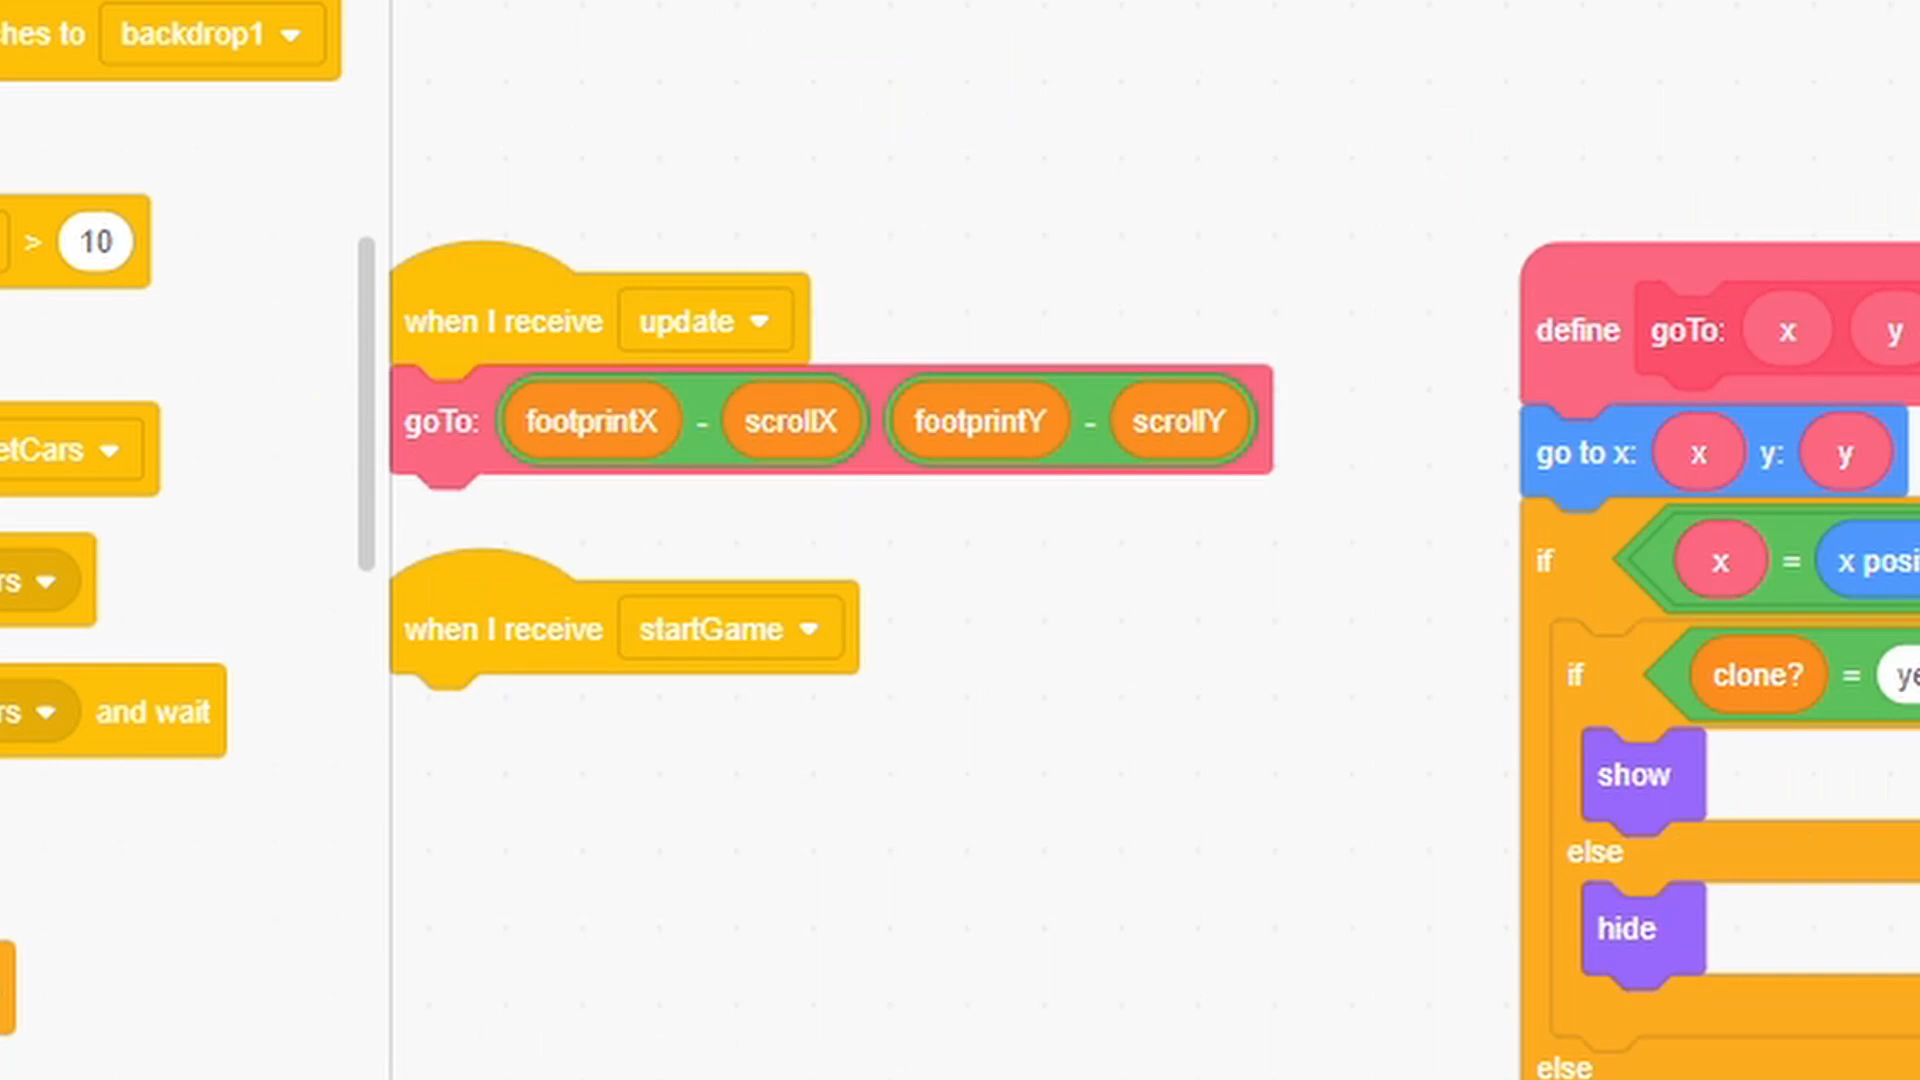 ches to backdrop1
> 10
etCars
rs
rs and wait
when I receive update
goTo: footprintX - scrollX footprintY - scrollY
when I receive startGame
define goTo: x y
go to x: x y: y
if x = x posi
if clone? = ye
show
else
hide
else